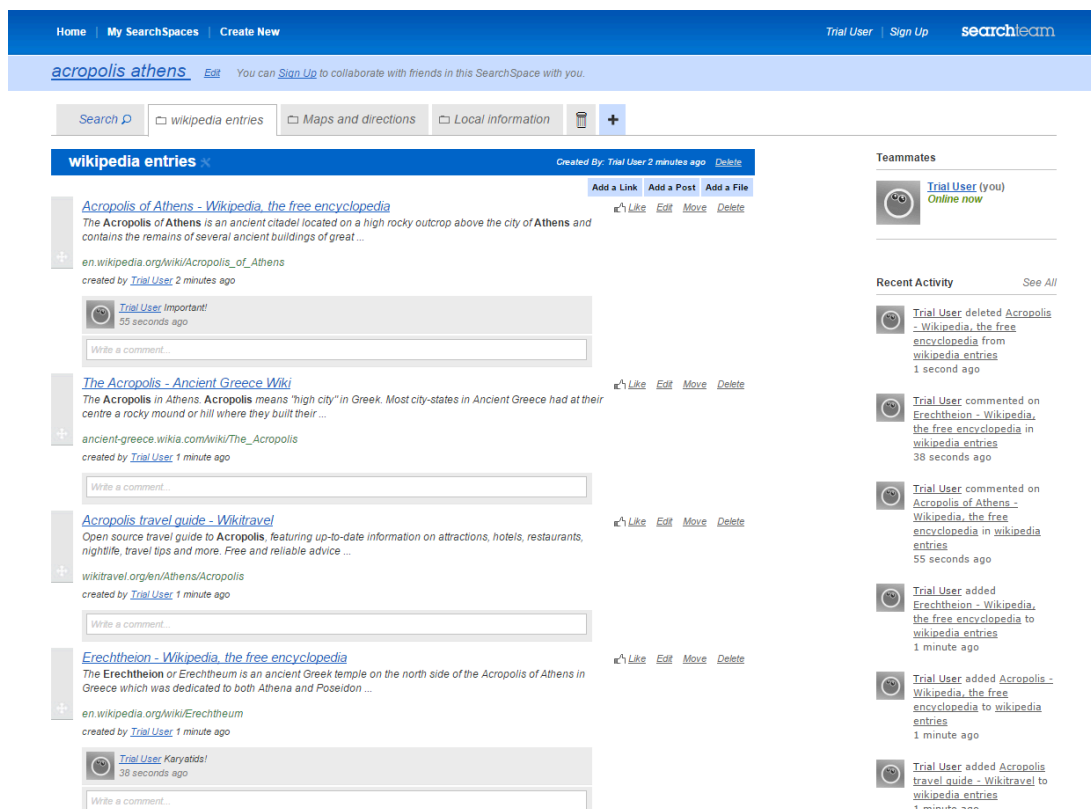 Home | My SearchSpaces | Create New
Trial User | Sign Up
searchteam
acropolis athens Edit You can Sign Up to collaborate with friends in this SearchSpace with you.
Search
wikipedia entries
Maps and directions
Local information
+
wikipedia entries
Created By: Trial User 2 minutes ago Delete
Add a Link Add a Post Add a File
Acropolis of Athens - Wikipedia, the free encyclopedia
Like Edit Move Delete
The Acropolis of Athens is an ancient citadel located on a high rocky outcrop above the city of Athens and
contains the remains of several ancient buildings of great ...
en.wikipedia.org/wiki/Acropolis_of_Athens
created by Trial User 2 minutes ago
Trial User Important!
55 seconds ago
Write a comment...
The Acropolis - Ancient Greece Wiki
Like Edit Move Delete
The Acropolis in Athens. Acropolis means "high city" in Greek. Most city-states in Ancient Greece had at their
centre a rocky mound or hill where they built their ...
ancient-greece.wikia.com/wiki/The_Acropolis
created by Trial User 1 minute ago
Write a comment...
Acropolis travel guide - Wikitravel
Like Edit Move Delete
Open source travel guide to Acropolis, featuring up-to-date information on attractions, hotels, restaurants,
nightlife, travel tips and more. Free and reliable advice ...
wikitravel.org/en/Athens/Acropolis
created by Trial User 1 minute ago
Write a comment...
Erechtheion - Wikipedia, the free encyclopedia
Like Edit Move Delete
The Erechtheion or Erechtheum is an ancient Greek temple on the north side of the Acropolis of Athens in
Greece which was dedicated to both Athena and Poseidon ...
en.wikipedia.org/wiki/Erechtheum
created by Trial User 1 minute ago
Trial User Karyatids!
38 seconds ago
Write a comment...
Teammates
Trial User (you)
Online now
Recent Activity See All
Trial User deleted Acropolis
- Wikipedia, the free
encyclopedia from
wikipedia entries
1 second ago
Trial User commented on
Erechtheion - Wikipedia,
the free encyclopedia in
wikipedia entries
38 seconds ago
Trial User commented on
Acropolis of Athens -
Wikipedia, the free
encyclopedia in wikipedia
entries
55 seconds ago
Trial User added
Erechtheion - Wikipedia,
the free encyclopedia to
wikipedia entries
1 minute ago
Trial User added Acropolis -
Wikipedia, the free
encyclopedia to wikipedia
entries
1 minute ago
Trial User added Acropolis
travel guide - Wikitravel to
wikipedia entries
1 minute ago